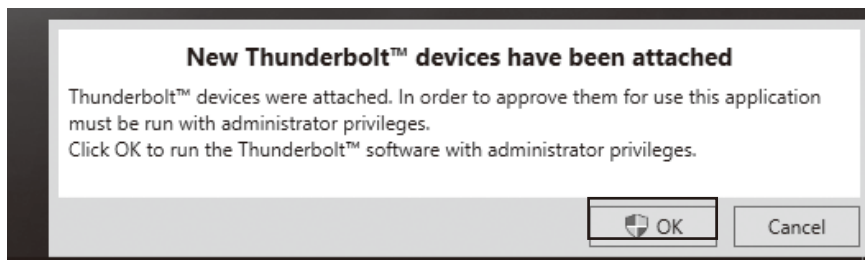 New Thunderbolt™ devices have been attached
Thunderbolt™ devices were attached. In order to approve them for use this application
must be run with administrator privileges.
Click OK to run the Thunderbolt™ software with administrator privileges.
OK
Cancel